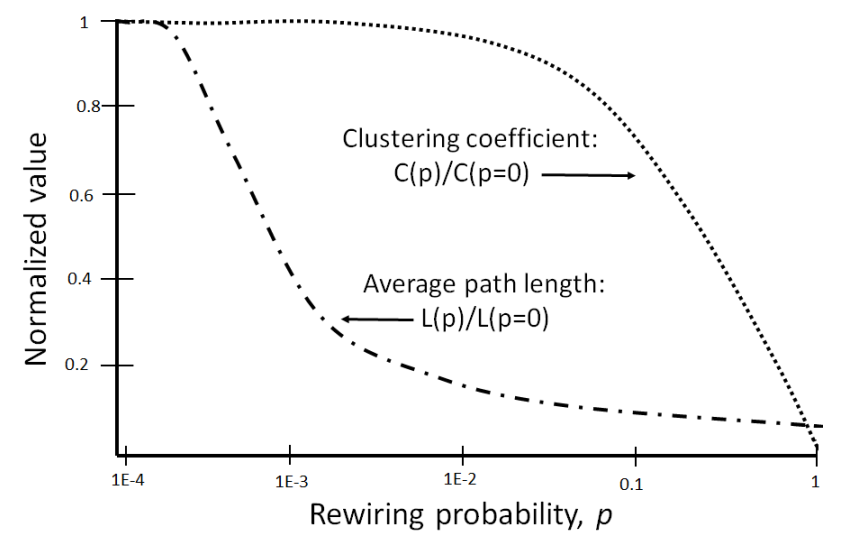 1
0.8
0.6
0.4
0.2
Normalized value
Clustering coefficient:
C(p)/C(p=0)
Average path length:
L(p)/L(p=0)
1E-4
1E-3
1E-2
0.1
1
Rewiring probability, p